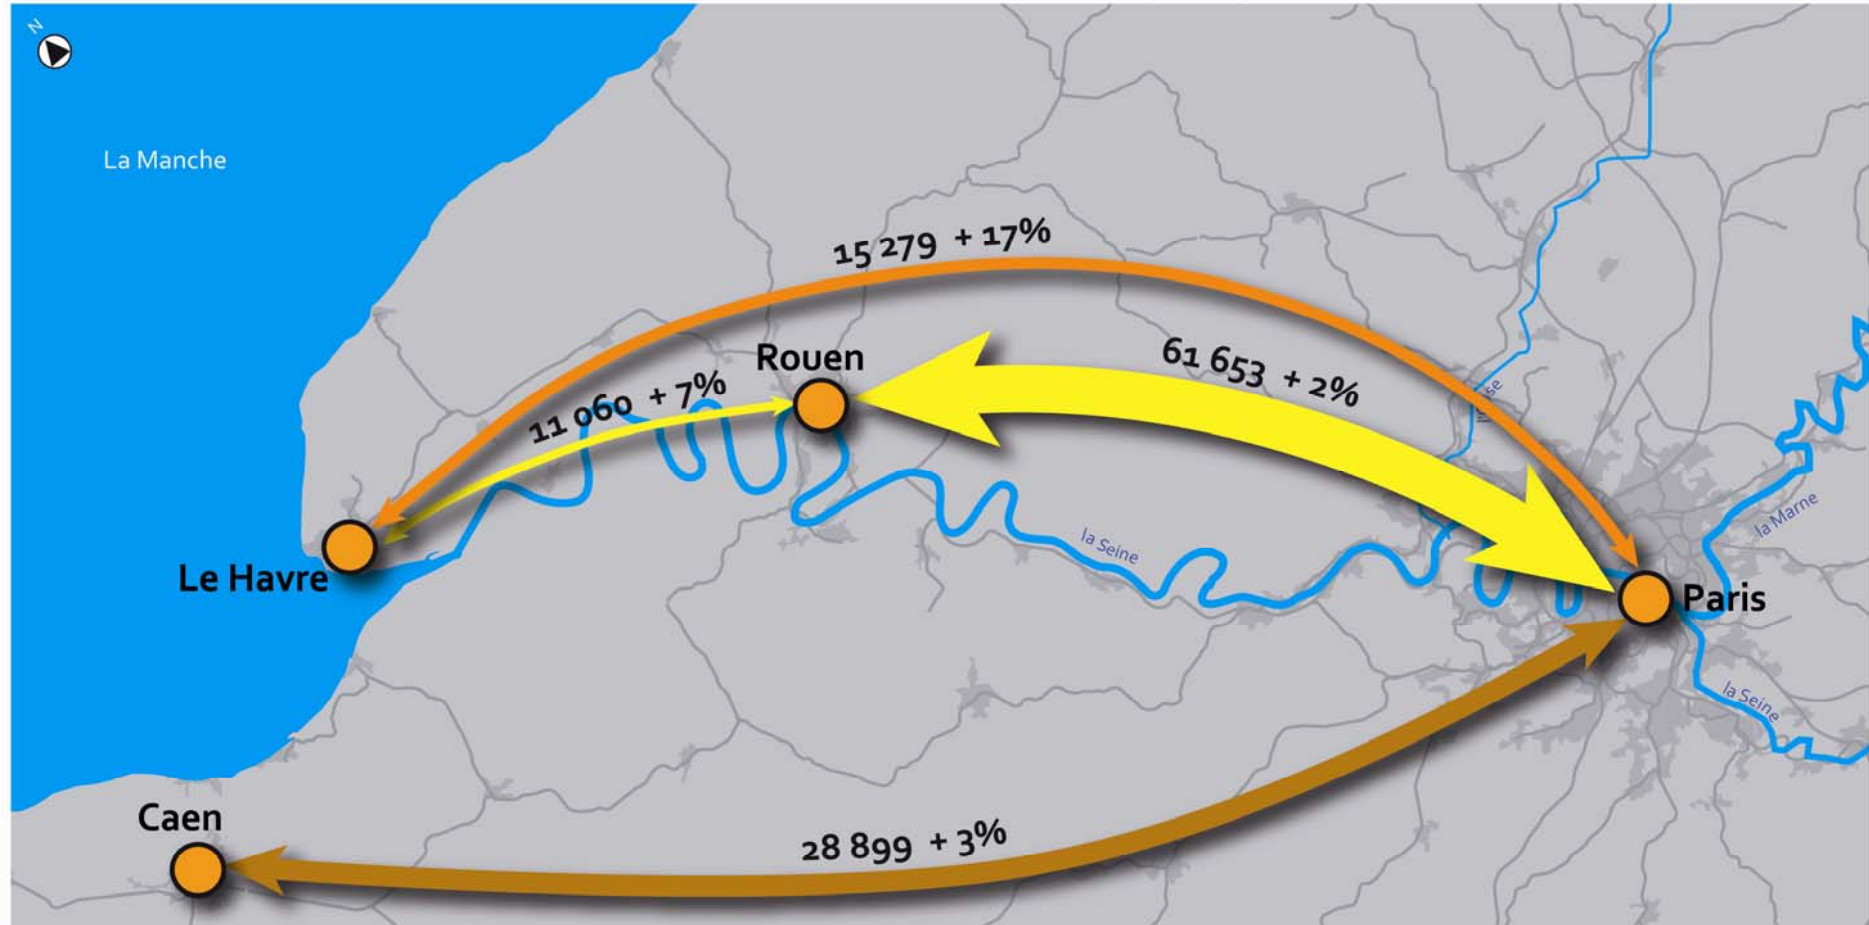 N
La Manche
15 279 + 17%
Rouen
61 653 + 2%
11 060 + 7%
la Marne
la Seine
Le Havre
Paris
la Seine
Caen
28 899 + 3%